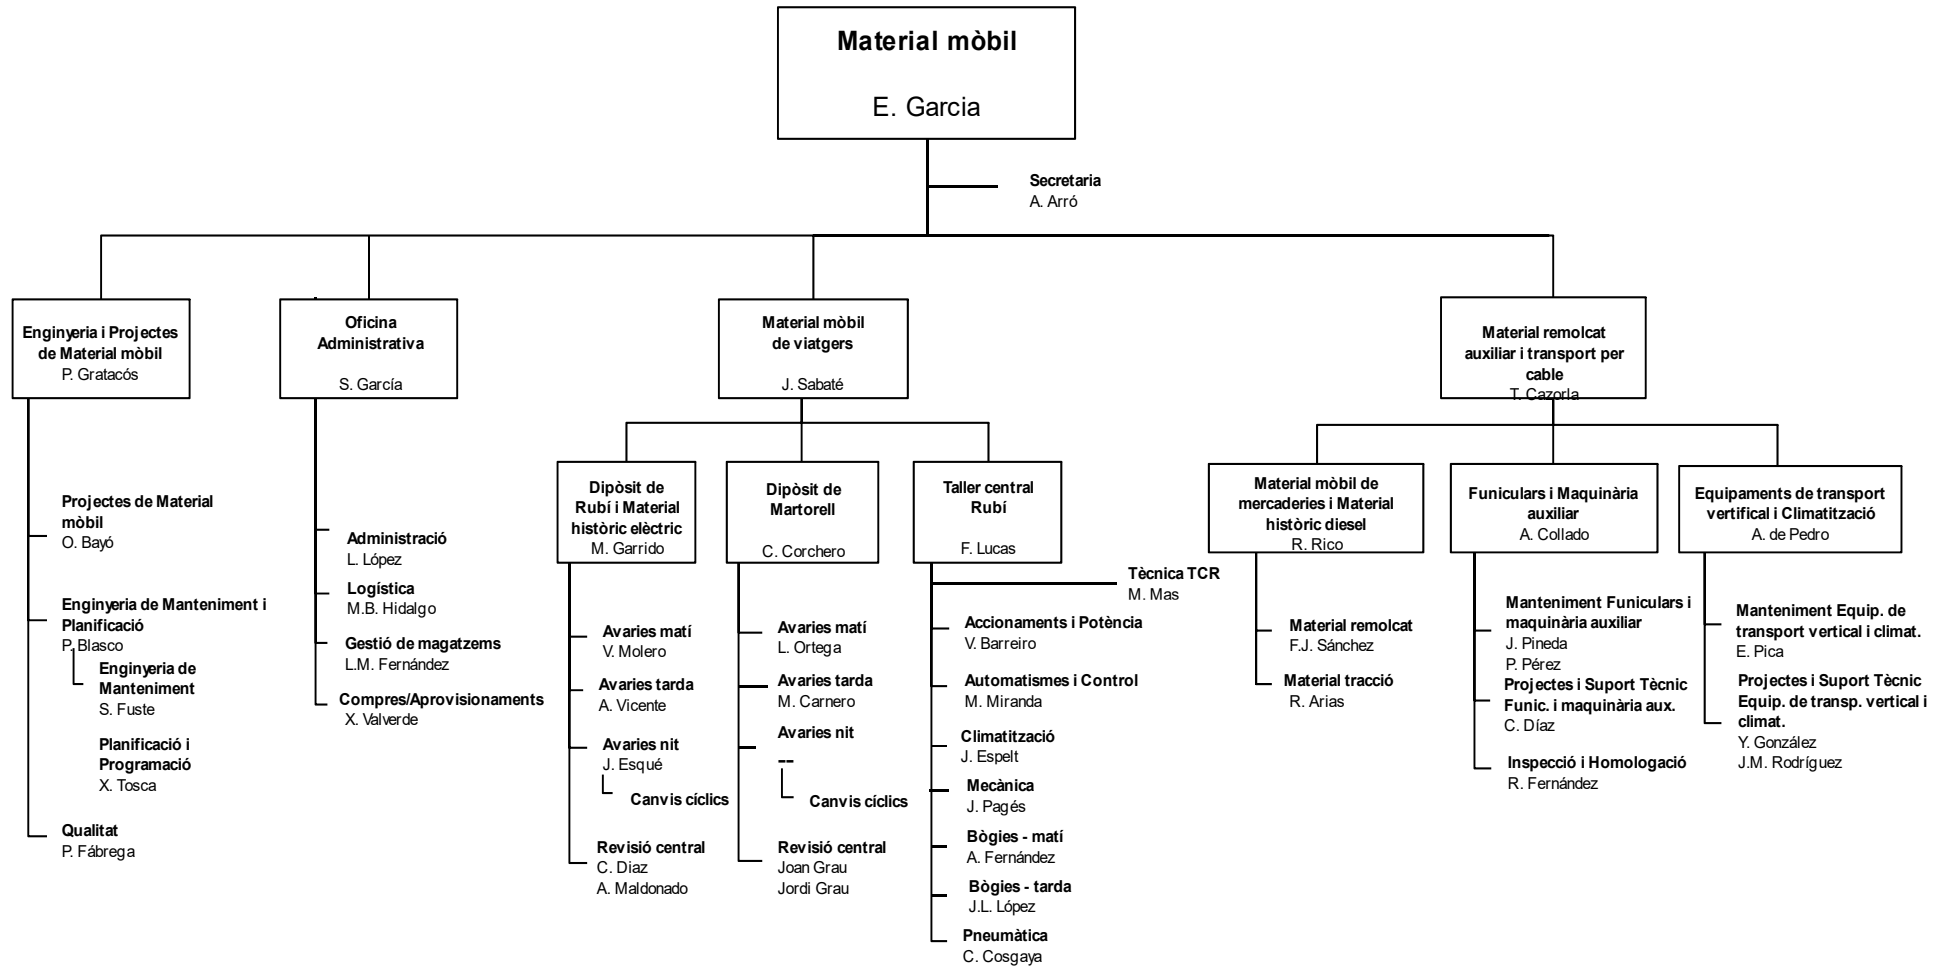 Material mòbil
E. Garcia
Secretaria
A. Arró
Enginyeria i Projectes
de Material mòbil
P. Gratacós
Oficina
Administrativa
S. García
Material mòbil
de viatgers
J. Sabaté
Material remolcat
auxiliar i transport per
cable
T. Cazorla
Projectes de Material
mòbil
O. Bayó
Enginyeria de Manteniment i
Planificació
P. Blasco
Enginyeria de
Manteniment
S. Fuste
Planificació i
Programació
X. Tosca
Qualitat
P. Fábrega
Administració
L. López
Logística
M.B. Hidalgo
Gestió de magatzems
L.M. Fernández
Compres/Aprovisionaments
X. Valverde
Dipòsit de
Rubí i Material
històric elèctric
M. Garrido
Avaries matí
V. Molero
Avaries tarda
A. Vicente
Avaries nit
J. Esqué
Canvis cíclics
Revisió central
C. Diaz
A. Maldonado
Dipòsit de
Martorell
C. Corchero
Avaries matí
L. Ortega
Avaries tarda
M. Carnero
Avaries nit
--
Canvis cíclics
Revisió central
Joan Grau
Jordi Grau
Taller central
Rubí
F. Lucas
Tècnica TCR
M. Mas
Accionaments i Potència
V. Barreiro
Automatismes i Control
M. Miranda
Climatització
J. Espelt
Mecànica
J. Pagés
Bògies - matí
A. Fernández
Bògies - tarda
J.L. López
Pneumàtica
C. Cosgaya
Material mòbil de
mercaderies i Material
històric diesel
R. Rico
Material remolcat
F.J. Sánchez
Material tracció
R. Arias
Funiculars i Maquinària
auxiliar
A. Collado
Manteniment Funiculars i
maquinària auxiliar
J. Pineda
P. Pérez
Projectes i Suport Tècnic
Funic. i maquinària aux.
C. Díaz
Inspecció i Homologació
R. Fernández
Equipaments de transport
vertifical i Climatització
A. de Pedro
Manteniment Equip. de
transport vertical i climat.
E. Pica
Projectes i Suport Tècnic
Equip. de transp. vertical i
climat.
Y. González
J.M. Rodríguez